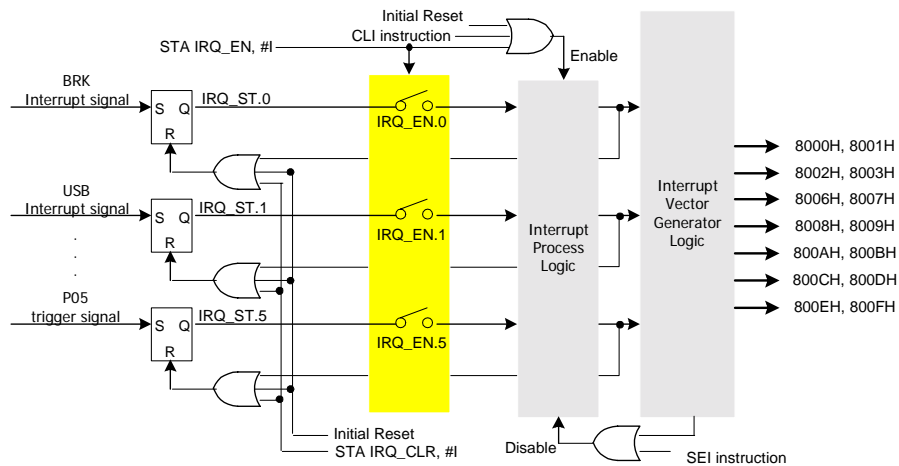 Initial Reset
CLI instruction
STA IRQ_EN, #I
Enable
BRK
Interrupt signal
S Q
R
IRQ_ST.0
IRQ_EN.0
USB
Interrupt signal
S Q
R
IRQ_ST.1
IRQ_EN.1
.
.
.
P05
trigger signal
S Q
R
IRQ_ST.5
IRQ_EN.5
Interrupt
Process
Logic
Interrupt
Vector
Generator
Logic
8000H, 8001H
8002H, 8003H
8006H, 8007H
8008H, 8009H
800AH, 800BH
800CH, 800DH
800EH, 800FH
Initial Reset
STA IRQ_CLR, #I
Disable
SEI instruction